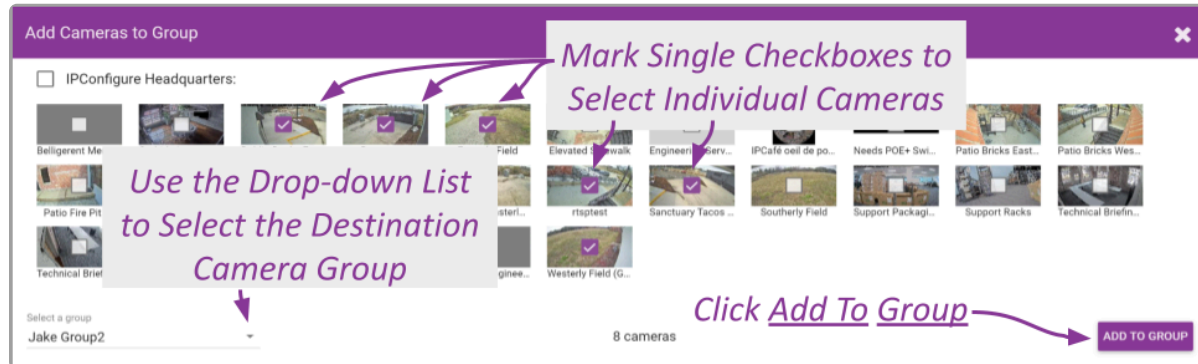 Add Cameras to Group
Mark Single Checkboxes to
Select Individual Cameras
IPConfigure Headquarters:
Belligerent Me...
Field
Elevated Sidewalk
Engineering Serv...
IPCafé oeil de po...
Needs POE+ Swi...
Patio Bricks East...
Patio Bricks Wes...
Use the Drop-down List
to Select the Destination
Camera Group
Patio Fire Pit
rtsptest
Sanctuary Tacos ...
Southerly Field
Support Packagi...
Support Racks
Technical Briefin...
Technical Brief
Westerly Field (G...
Select a group
Jake Group2
8 cameras
Click Add To Group
ADD TO GROUP